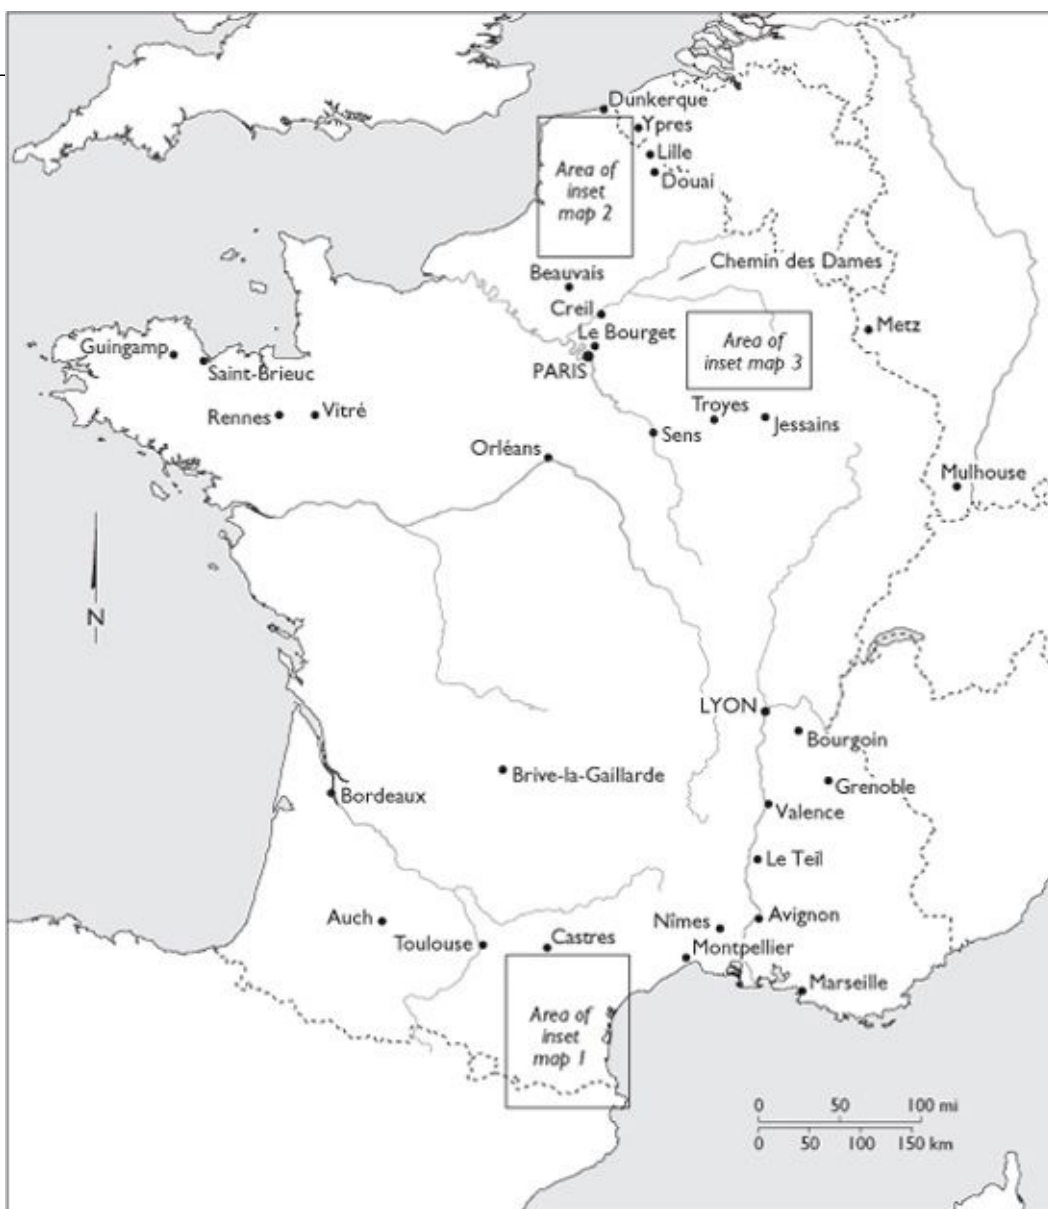 Dunkerque
Ypres
Lille
Douai
Area of
inset
map 2
Chemin des Dames
Beauvais
Creil
Le Bourget
PARIS
Area of
inset map 3
Metz
Guingamp
Saint-Brieuc
Rennes
Vitré
Troyes
Jessains
Sens
Orléans
Mulhouse
N
LYON
Bourgoin
Brive-la-Gaillarde
Grenoble
Bordeaux
Valence
Le Teil
Auch
Toulouse
Castres
Nîmes
Avignon
Montpellier
Marseille
Area of
inset
map 1
0 50 100 mi
0 50 100 150 km